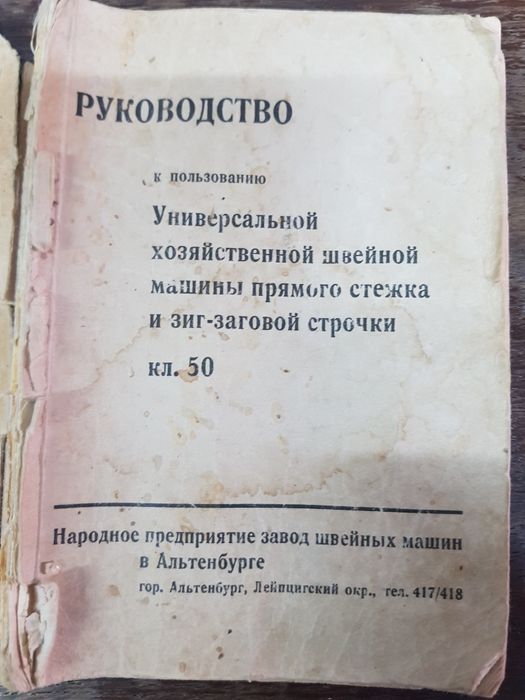 РУКОВОДСТВО
к пользованию
Универсальной
хозяйственной швейной
машины прямого стежка
и зиг-заговой строчки
кл. 50
Народное предприятие завод швейных машин
в Альтенбурге
гор. Альтенбург, Лейпцигский окр., тел. 417/418